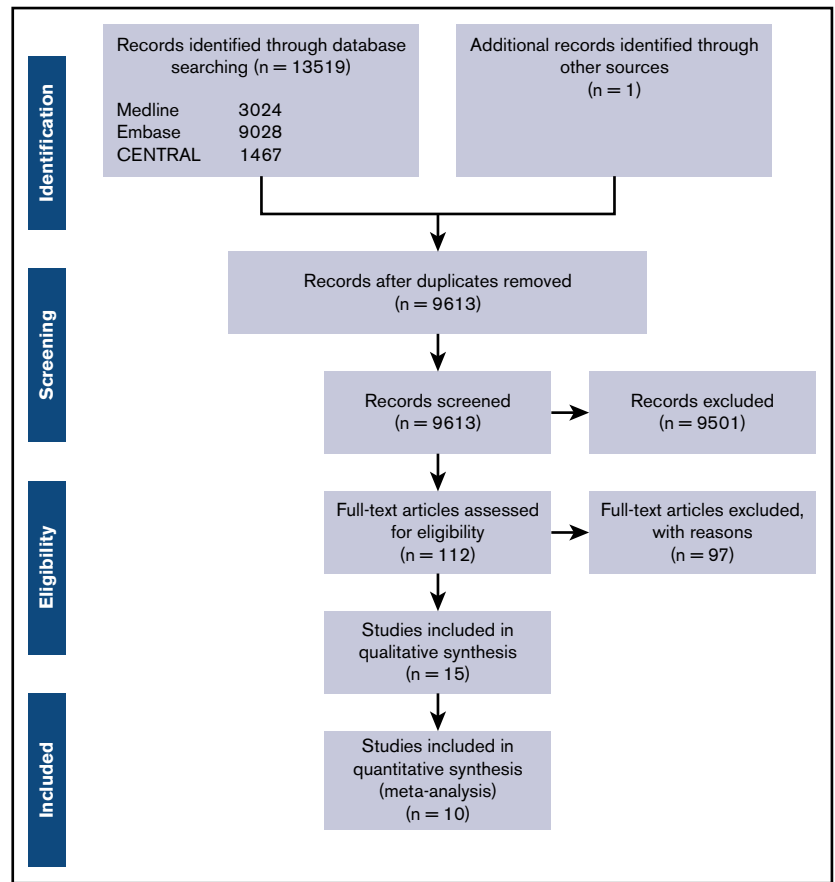 Identification
Records identified through database
searching (n = 13519)
Medline 3024
Embase 9028
CENTRAL 1467
Additional records identified through
other sources
(n = 1)
Screening
Records after duplicates removed
(n = 9613)
Records screened
(n = 9613)
Records excluded
(n = 9501)
Eligibility
Full-text articles assessed
for eligibility
(n = 112)
Full-text articles excluded,
with reasons
(n = 97)
Studies included in
qualitative synthesis
(n = 15)
Included
Studies included in
quantitative synthesis
(meta-analysis)
(n = 10)